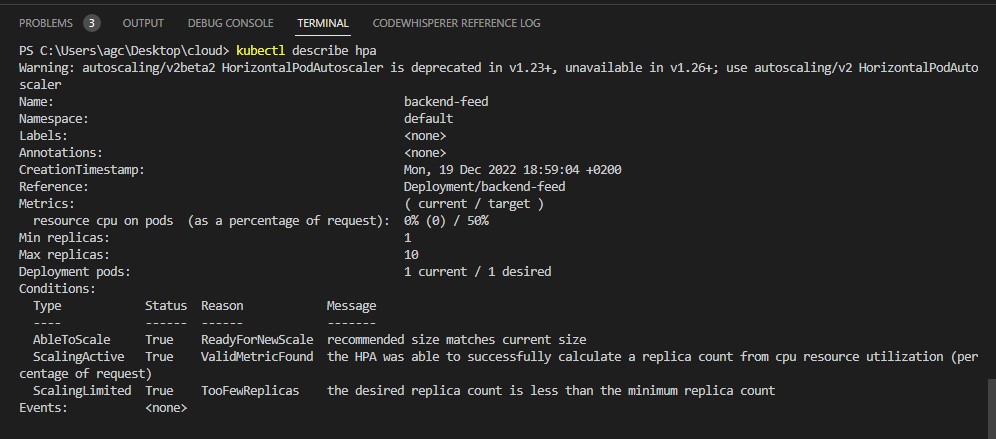 PROBLEMS 3 OUTPUT DEBUG CONSOLE TERMINAL CODEWHISPERER REFERENCE LOG
PS C:\Users\agc\Desktop\cloud> kubectl describe hpa
Warning: autoscaling/v2beta2 HorizontalPodAutoscaler is deprecated in v1.23+, unavailable in v1.26+; use autoscaling/v2 HorizontalPodAuto
scaler
Name: backend-feed
Namespace: default
Labels: <none>
Annotations: <none>
CreationTimestamp: Mon, 19 Dec 2022 18:59:04 +0200
Reference: Deployment/backend-feed
Metrics: ( current / target )
resource cpu on pods (as a percentage of request): 0% (0) / 50%
Min replicas: 1
Max replicas: 10
Deployment pods: 1 current / 1 desired
Conditions:
Type Status Reason Message
---- ------ ------ -------
AbleToScale True ReadyForNewScale recommended size matches current size
ScalingActive True ValidMetricFound the HPA was able to successfully calculate a replica count from cpu resource utilization (per
centage of request)
ScalingLimited True TooFewReplicas the desired replica count is less than the minimum replica count
Events: <none>